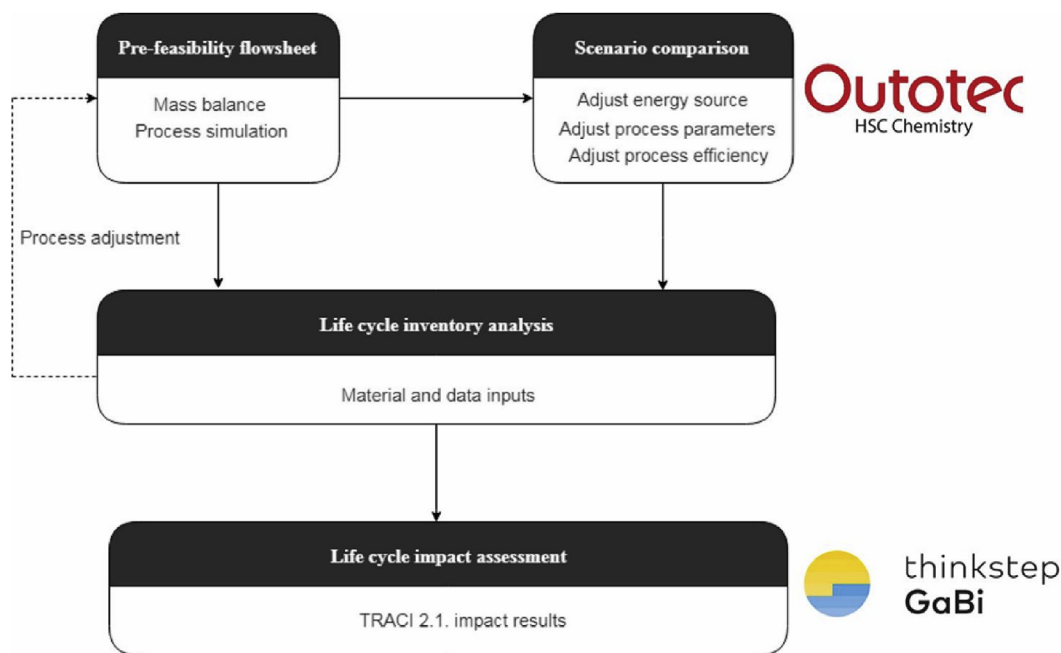 Pre-feasibility flowsheet
Mass balance
Process simulation
Scenario comparison
Adjust energy source
Adjust process parameters
Adjust process efficiency
Outotec
HSC Chemistry
Process adjustment
Life cycle inventory analysis
Material and data inputs
Life cycle impact assessment
TRACI 2.1. impact results
thinkstep
GaBi